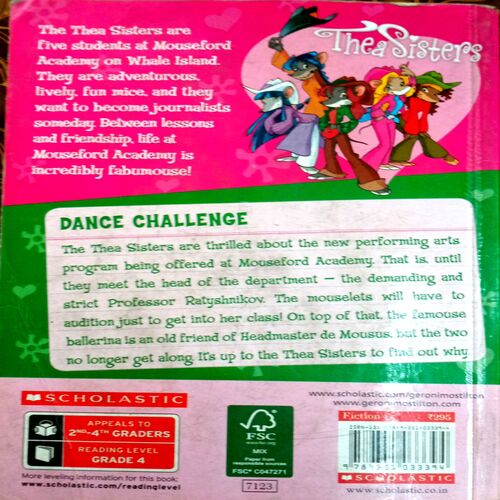 The Thea Sisters are
five students at Mouseford
Academy on Whale Island.
They are adventurous,
lively, fun mice, and they
want to become journalists
someday. Between lessons
and friendship, life at
Mouseford Academy is
incredibly fabumouse!
Thea Sisters
DANCE CHALLENGE
The Thea Sisters are thrilled about the new performing arts
program being offered at Mouseford Academy. That is, until
they meet the head of the department — the demanding and
strict Professor Ratyshnikov. The mouselets will have to
audition just to get into her class! On top of that, the famouse
ballerina is an old friend of Headmaster de Mousus, but the two
no longer get along. It's up to the Thea Sisters to find out why
SCHOLASTIC
APPEALS TO
2ND–4TH GRADERS
READING LEVEL
GRADE 4
More leveling information for this book:
www.scholastic.com/readinglevel
FSC
www.fsc.org
MIX
Paper from
responsible sources
FSC® C047271
7123
www.scholastic.com/geronimostilton
www.geronimostilton.com
Fiction
₹295
SCHOLASTIC
www.scholastic.co.in